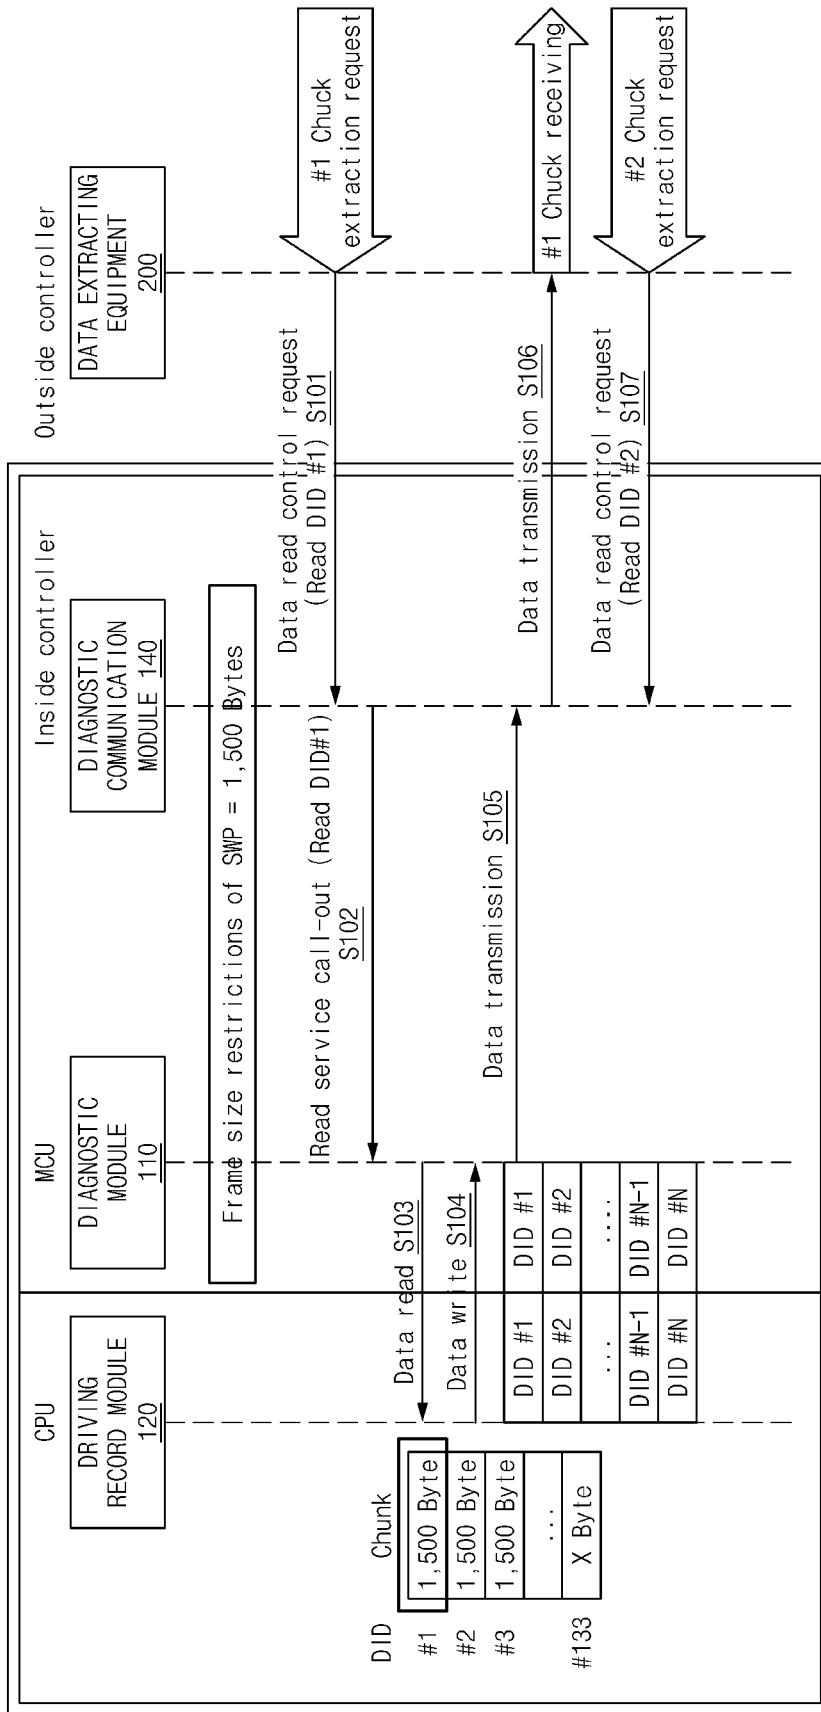 Inside controller
Outside controller
CPU
MCU
DRIVING
RECORD MODULE
120
DIAGNOSTIC
MODULE
110
DIAGNOSTIC
COMMUNICATION
MODULE 140
DATA EXTRACTING
EQUIPMENT
200
Frame size restrictions of SWP = 1,500 Bytes
#1 Chuck
extraction request
Data read control request
(Read DID #1) S101
Read service call-out (Read DID#1)
S102
Data read S103
Data write S104
DID
Chunk
#1
1,500 Byte
#2
1,500 Byte
#3
1,500 Byte
...
#133
X Byte
DID #1
DID #1
DID #2
DID #2
...
....
DID #N-1
DID #N-1
DID #N
DID #N
Data transmission S105
Data transmission S106
#1 Chuck receiving
#2 Chuck
extraction request
Data read control request
(Read DID #2) S107